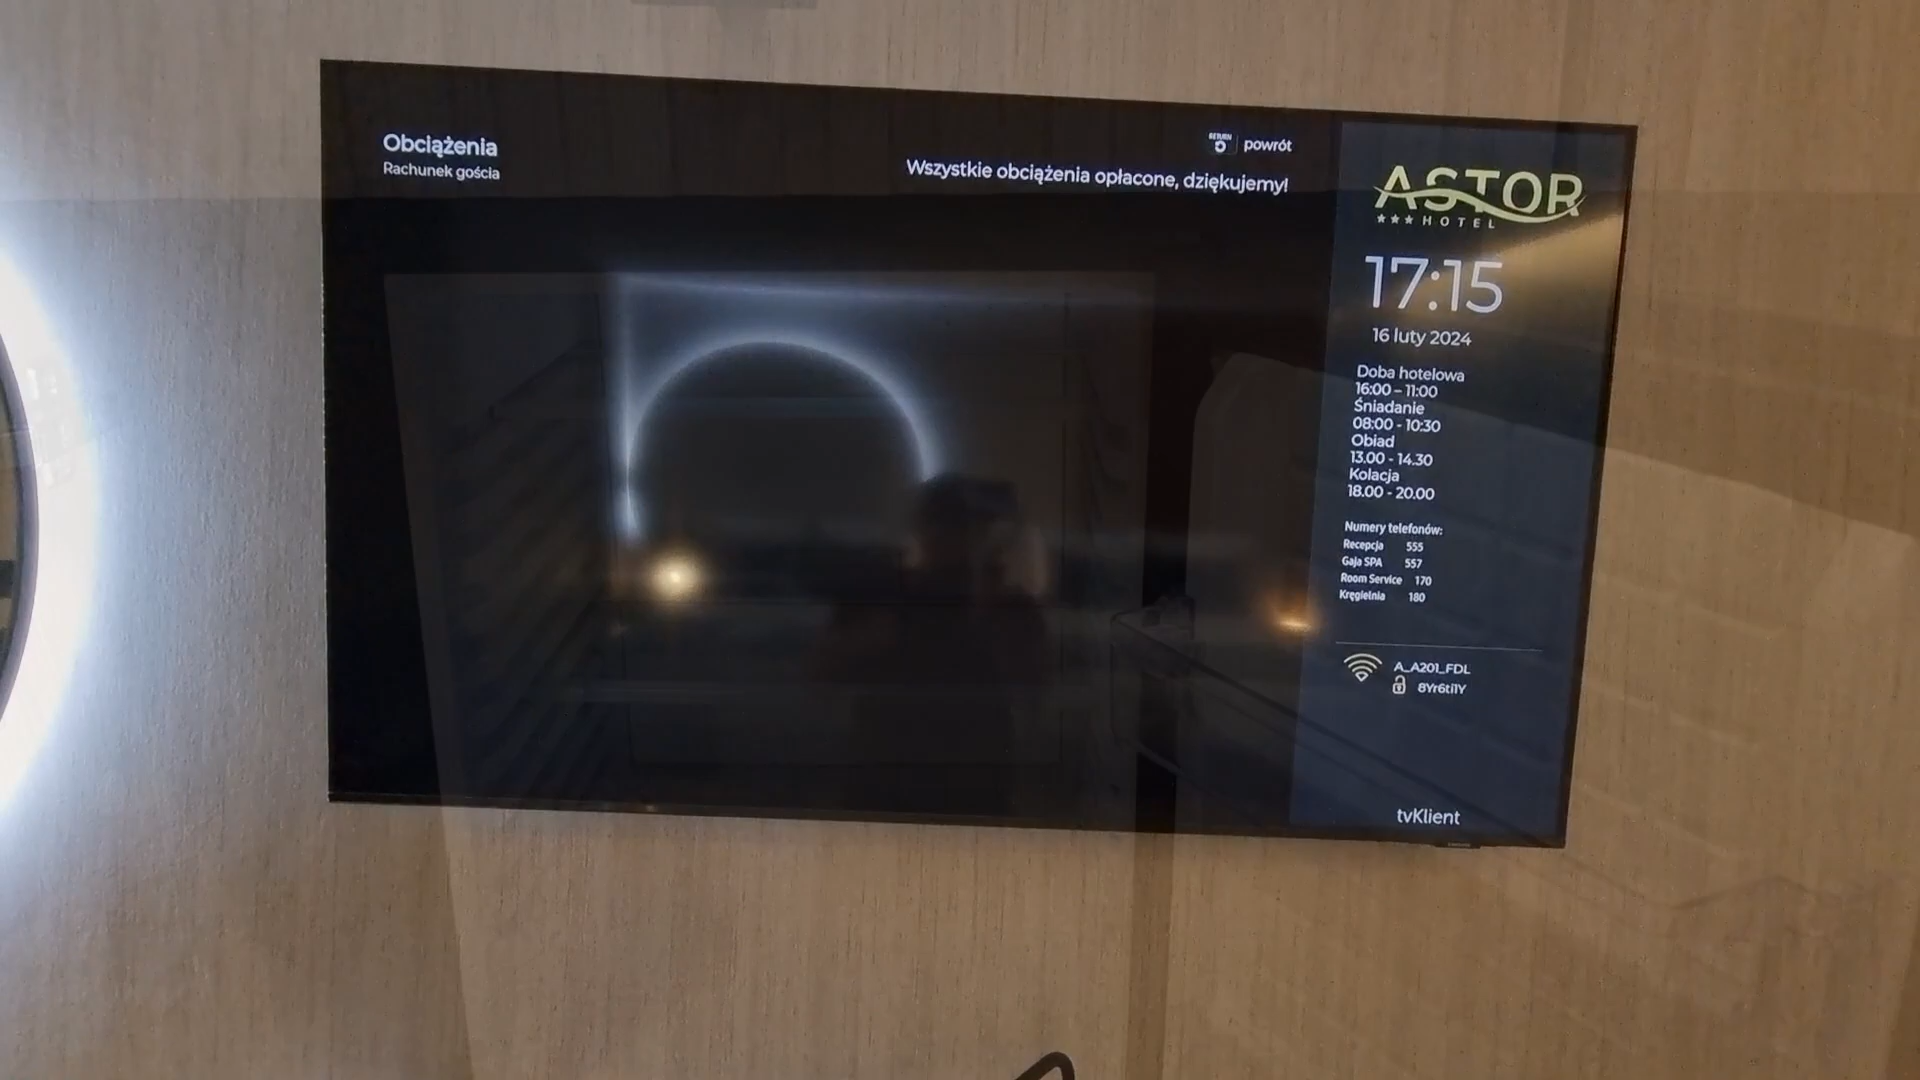 Obciążenia
Rachunek gościa
RETURN powrót
Wszystkie obciążenia opłacone, dziękujemy!
ASTOR
★★★ HOTEL
17:15
16 luty 2024
Doba hotelowa
16:00 – 11:00
Śniadanie
08:00 - 10:30
Obiad
13.00 - 14.30
Kolacja
18.00 - 20.00
Numery telefonów:
Recepcja 555
Gaja SPA 557
Room Service 170
Kręgielnia 180
A_A201_FDL
8Yr6ti1Y
tvKlient